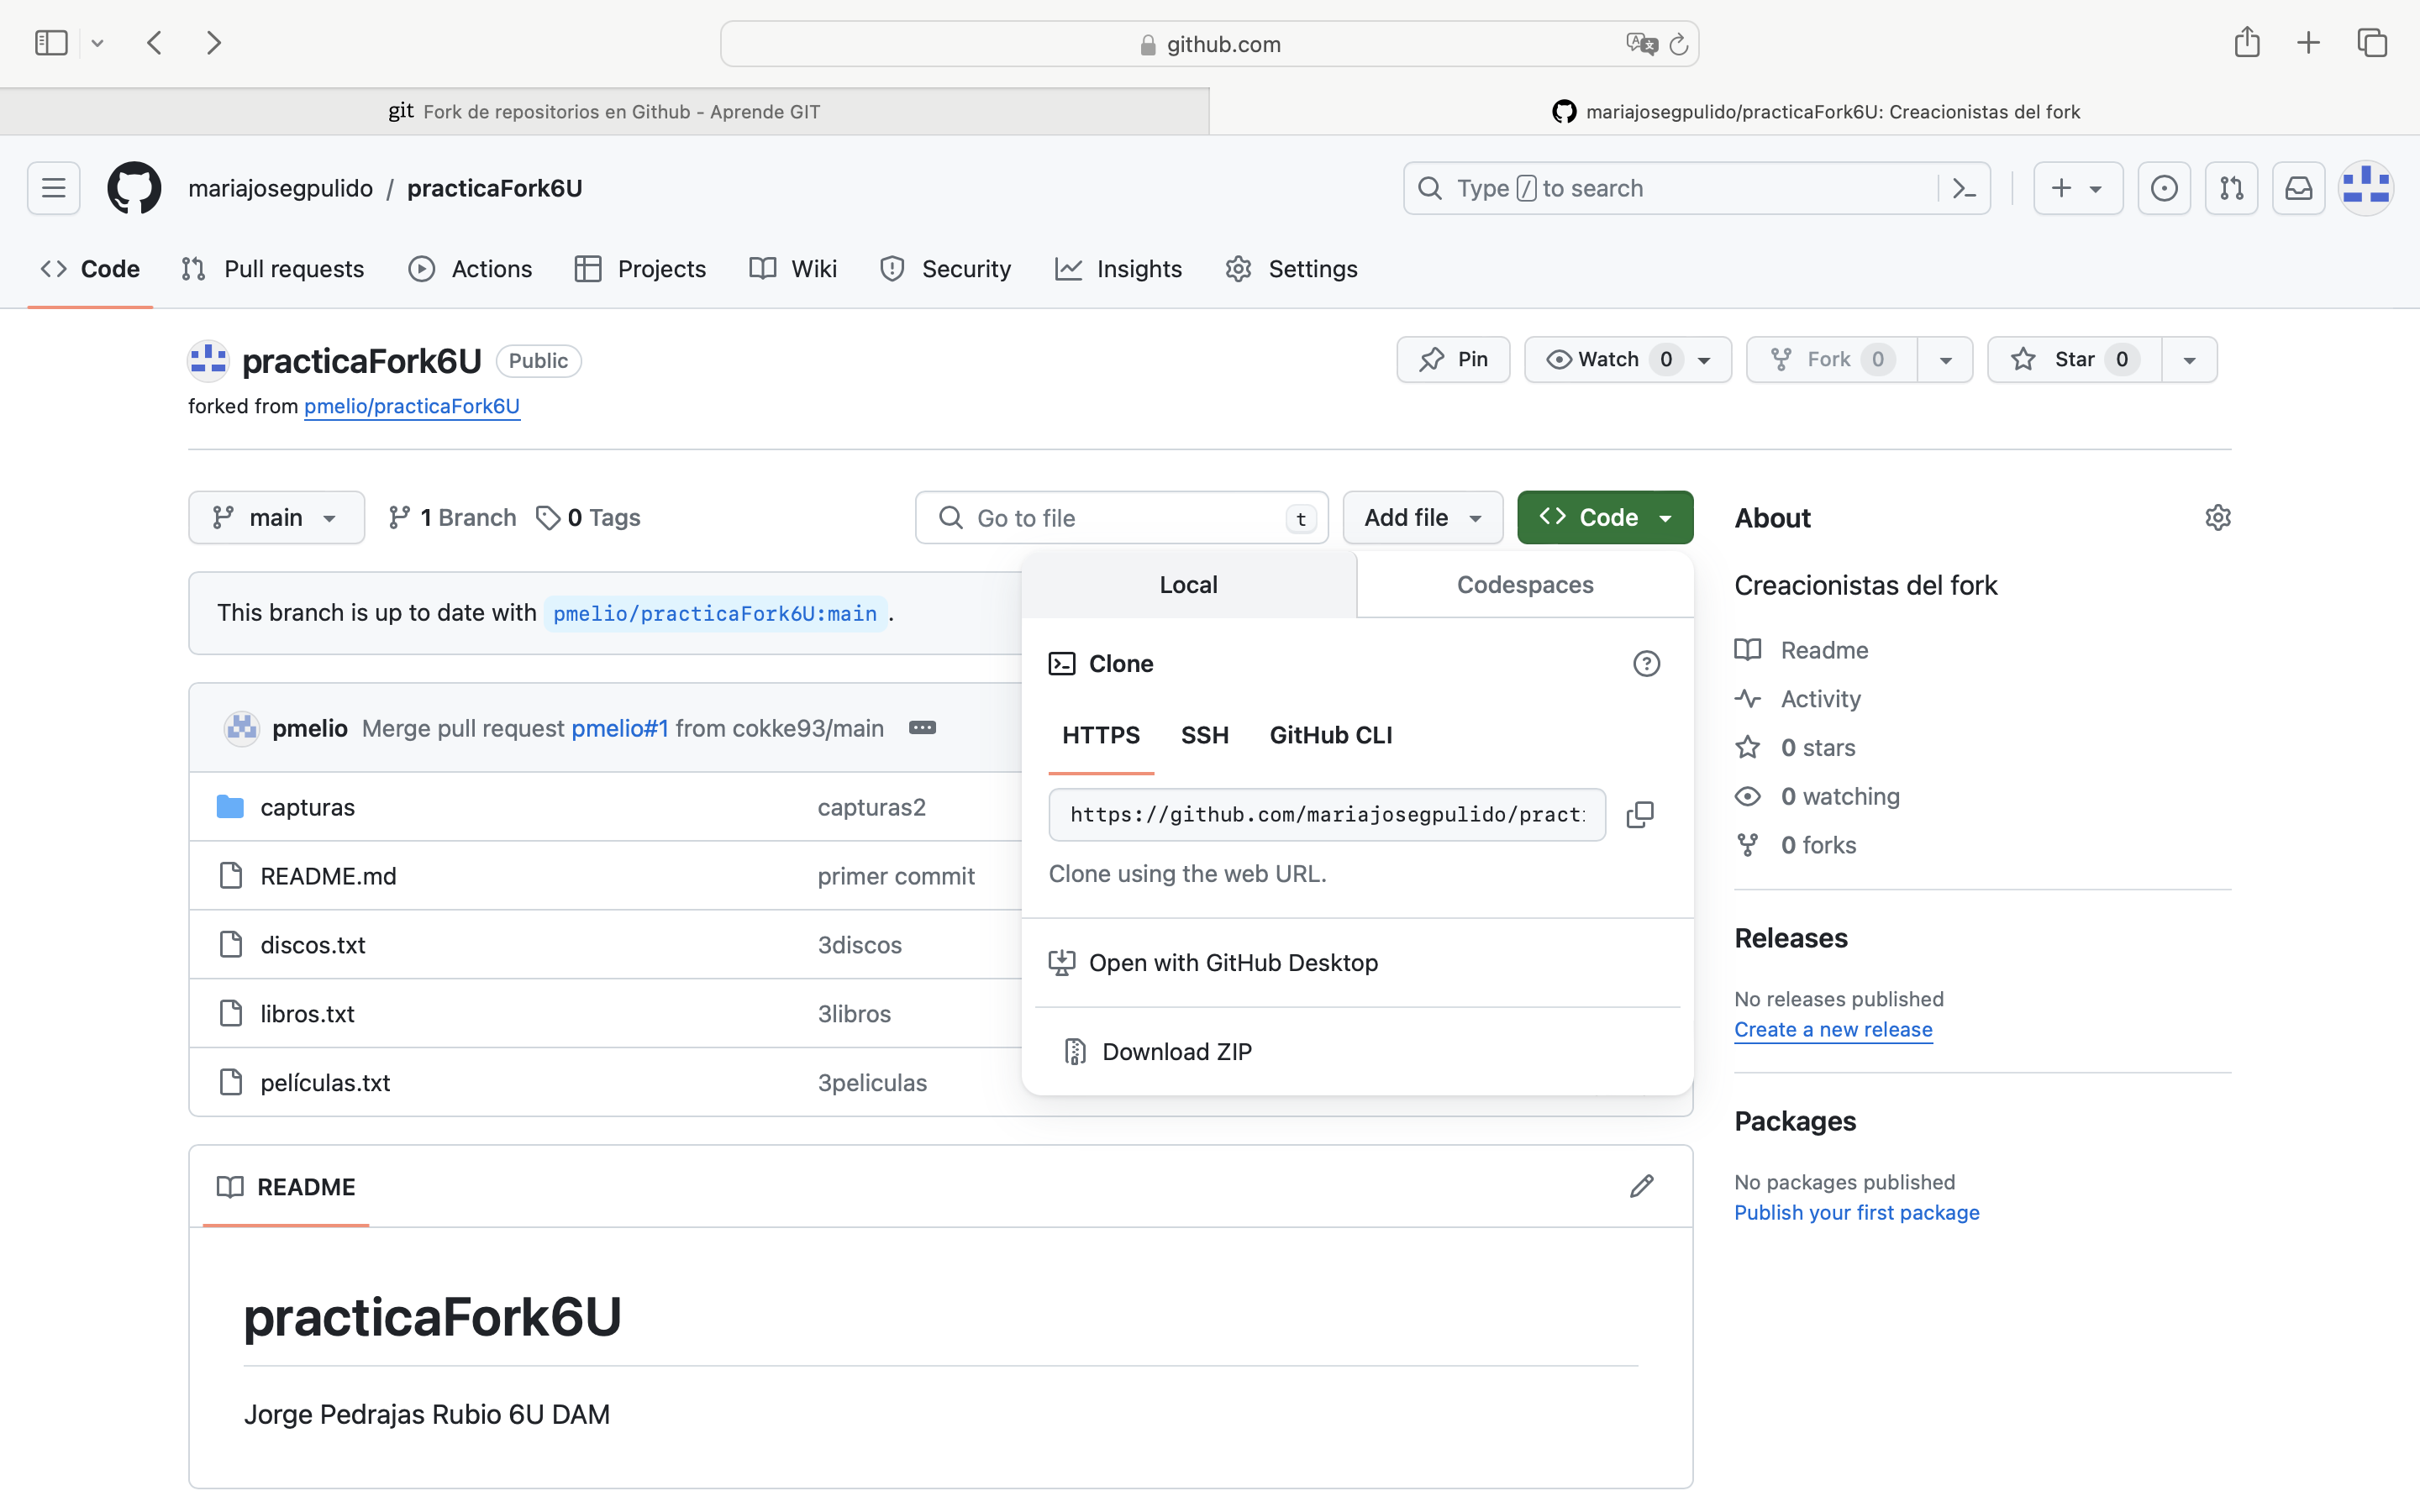 github.com
git Fork de repositorios en Github - Aprende GIT
mariajosegpulido/practicaFork6U: Creacionistas del fork
mariajosegpulido / practicaFork6U
Type / to search
Code Pull requests Actions Projects Wiki Security Insights Settings
practicaFork6U Public
Pin Watch 0 Fork 0 Star 0
forked from pmelio/practicaFork6U
main 1 Branch 0 Tags
Go to file t
Add file
Code
This branch is up to date with pmelio/practicaFork6U:main .
pmelio Merge pull request pmelio#1 from cokke93/main
capturas capturas2
README.md primer commit
discos.txt 3discos
libros.txt 3libros
películas.txt 3peliculas
Local Codespaces
Clone
HTTPS SSH GitHub CLI
https://github.com/mariajosegpulido/pract
Clone using the web URL.
Open with GitHub Desktop
Download ZIP
About
Creacionistas del fork
Readme
Activity
0 stars
0 watching
0 forks
Releases
No releases published
Create a new release
Packages
No packages published
Publish your first package
README
practicaFork6U
Jorge Pedrajas Rubio 6U DAM